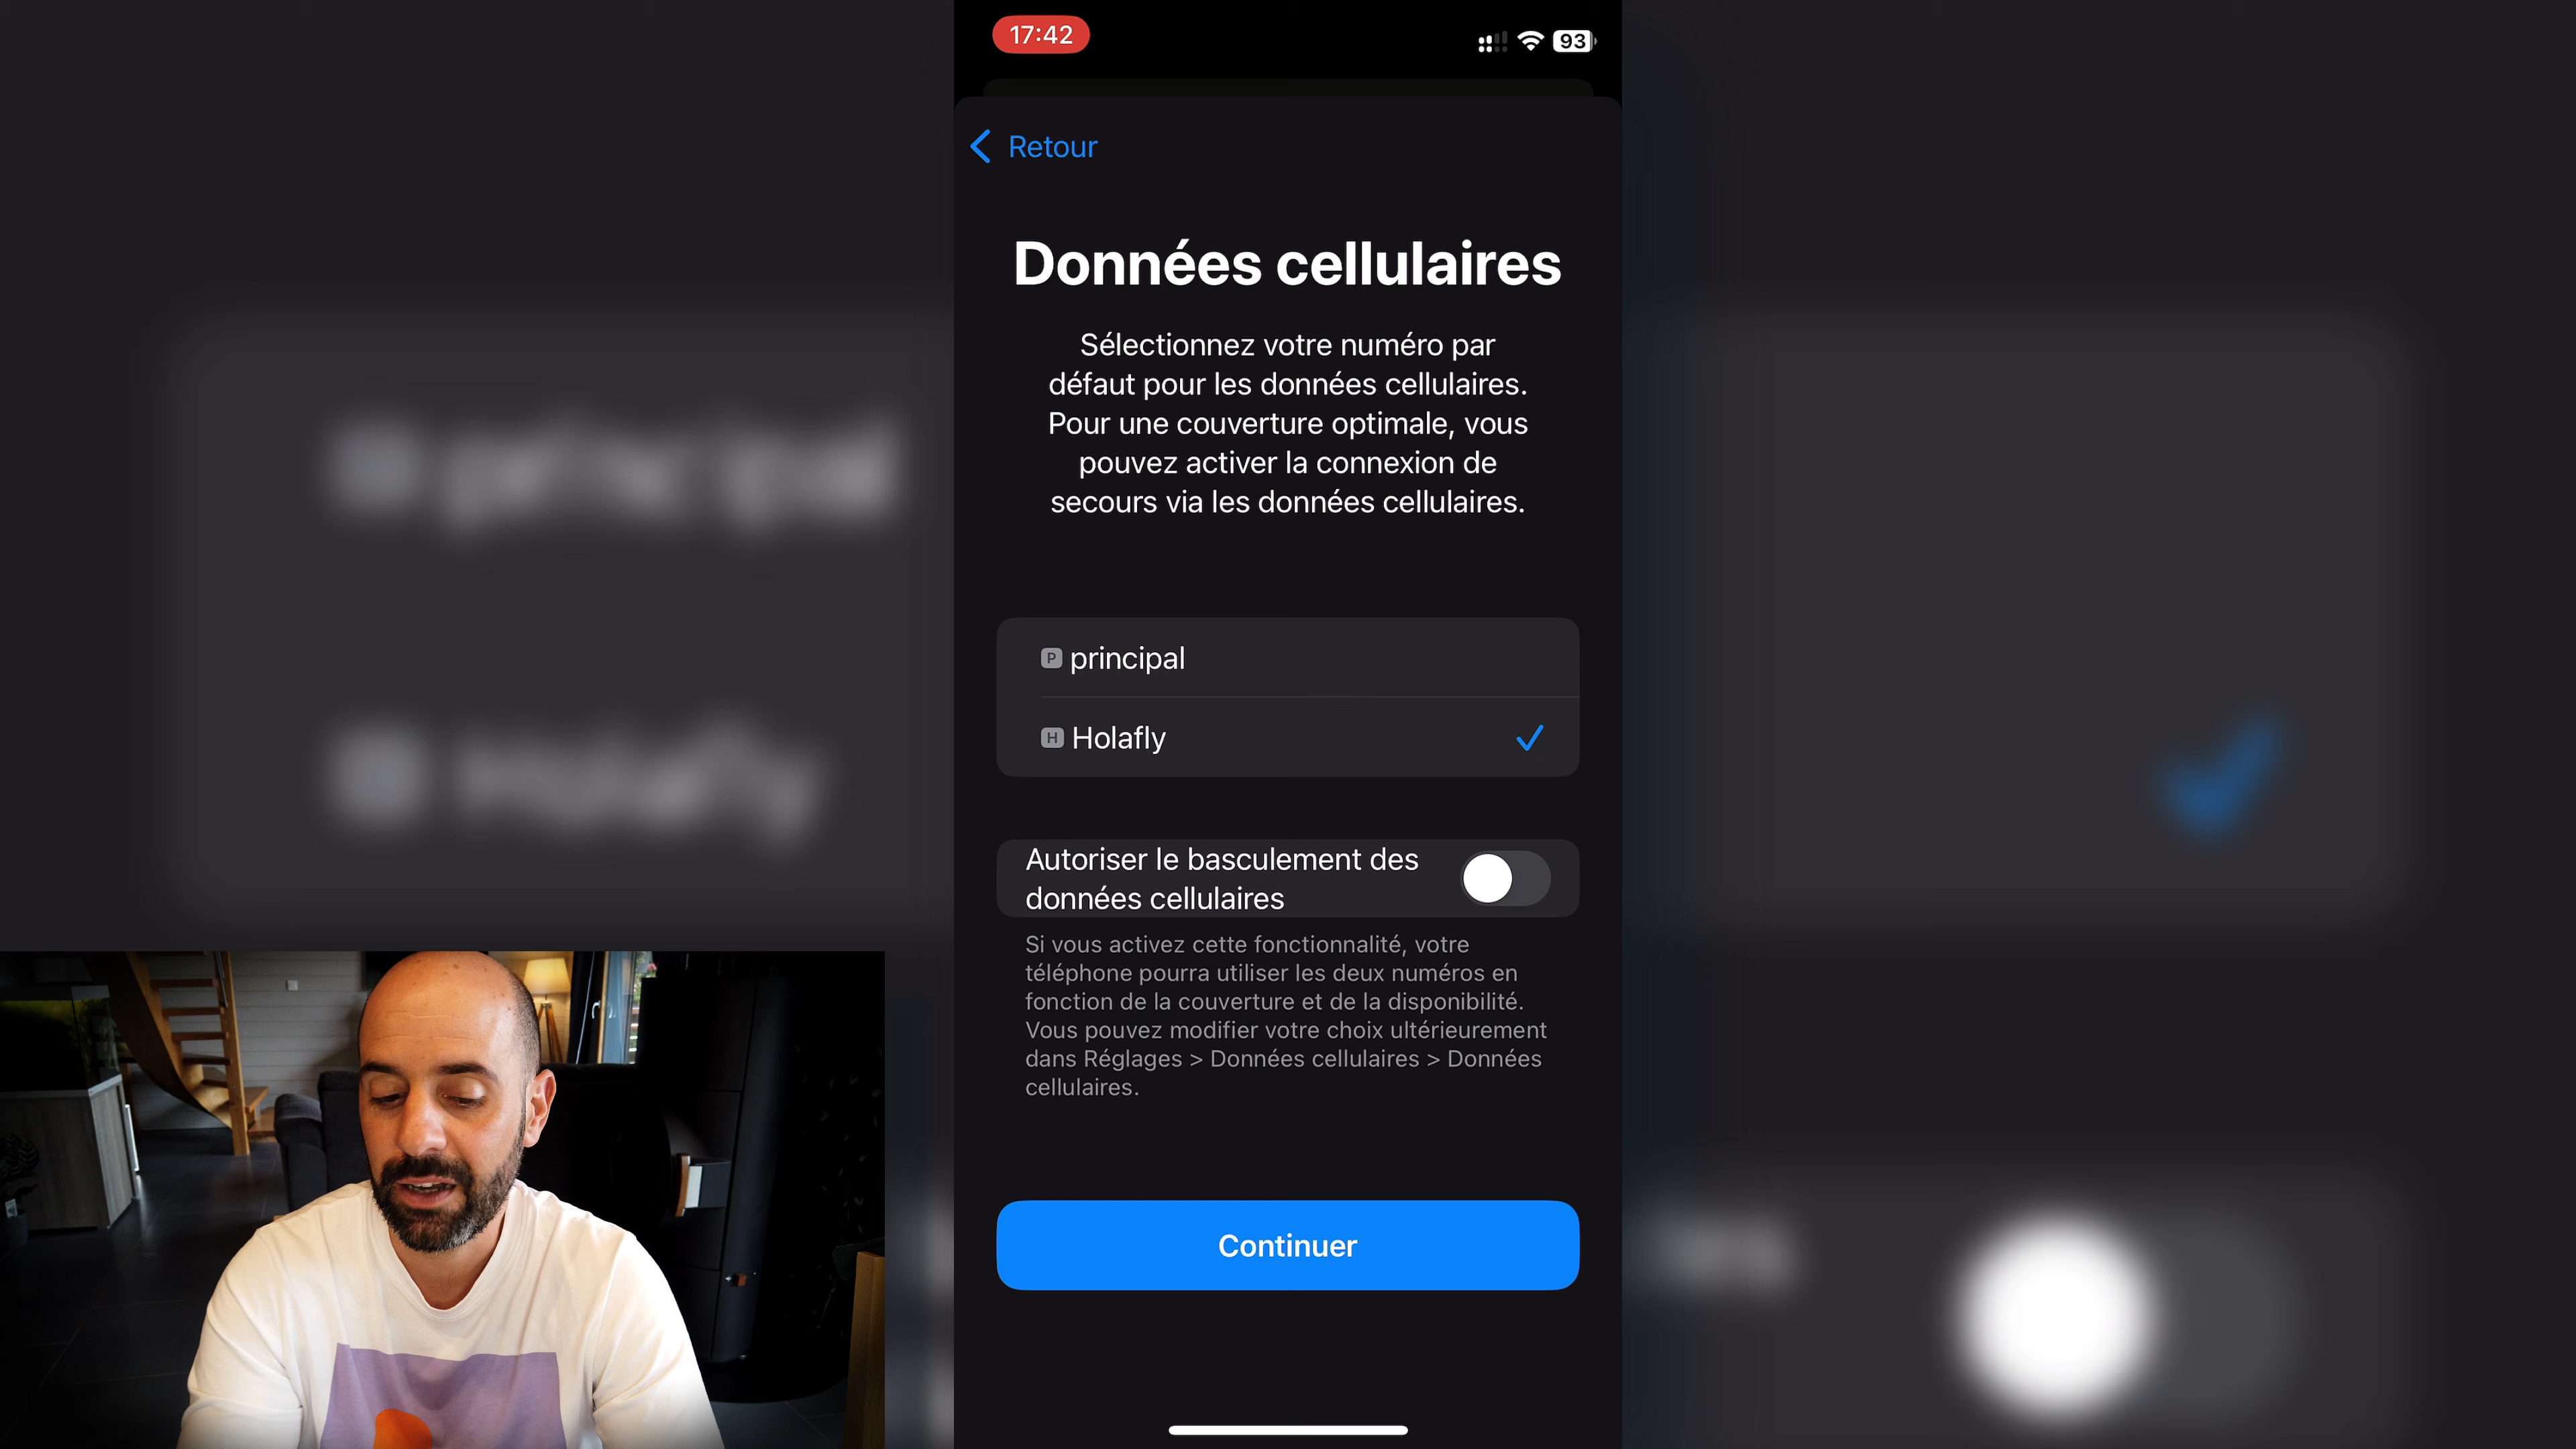 17:42
93
Retour
Données cellulaires
Sélectionnez votre numéro par
défaut pour les données cellulaires.
Pour une couverture optimale, vous
pouvez activer la connexion de
secours via les données cellulaires.
P principal
H Holafly
Autoriser le basculement des
données cellulaires
Si vous activez cette fonctionnalité, votre
téléphone pourra utiliser les deux numéros en
fonction de la couverture et de la disponibilité.
Vous pouvez modifier votre choix ultérieurement
dans Réglages > Données cellulaires > Données
cellulaires.
Continuer
principal
Holafly